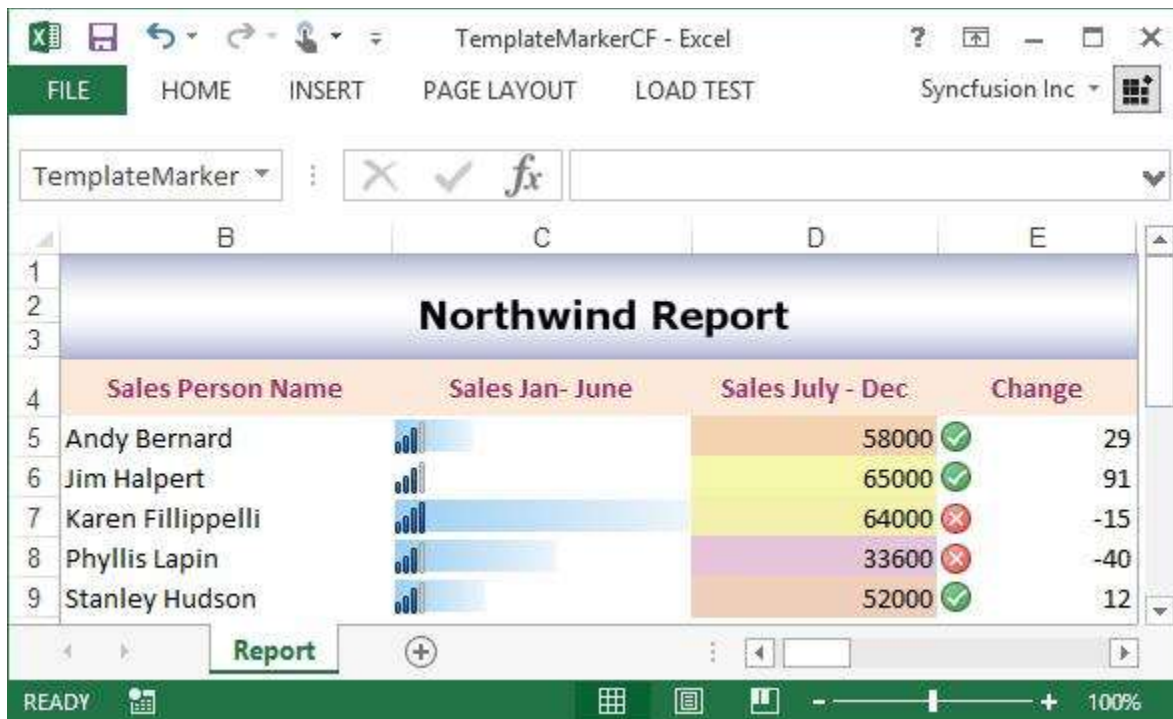 TemplateMarkerCF - Excel ?
FILE HOME INSERT PAGE LAYOUT LOAD TEST Syncfusion Inc
TemplateMarker fx
B C D E
1
2
3
Northwind Report
4 Sales Person Name Sales Jan- June Sales July - Dec Change
5 Andy Bernard 58000 29
6 Jim Halpert 65000 91
7 Karen Fillippelli 64000 -15
8 Phyllis Lapin 33600 -40
9 Stanley Hudson 52000 12
Report
READY 100%